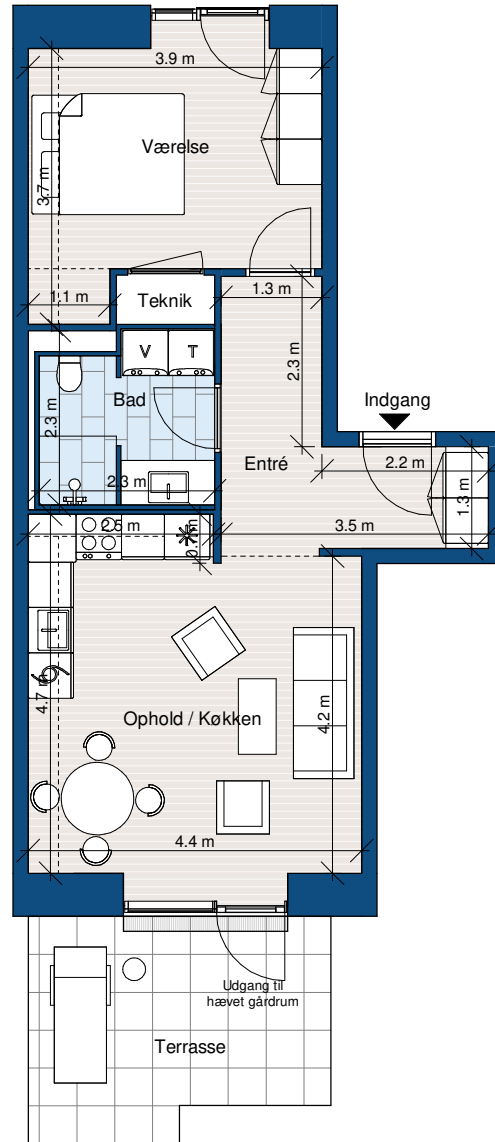 3.9 m
Værelse
3.7 m
1.1 m
Teknik
1.3 m
V
T
2.3 m
Bad
2.3 m
Indgang
Entré
2.2 m
1.3 m
2.3 m
2.5 m
3.5 m
4.7 m
Ophold / Køkken
4.2 m
4.4 m
Udgang til
hævet gårdrum
Terrasse